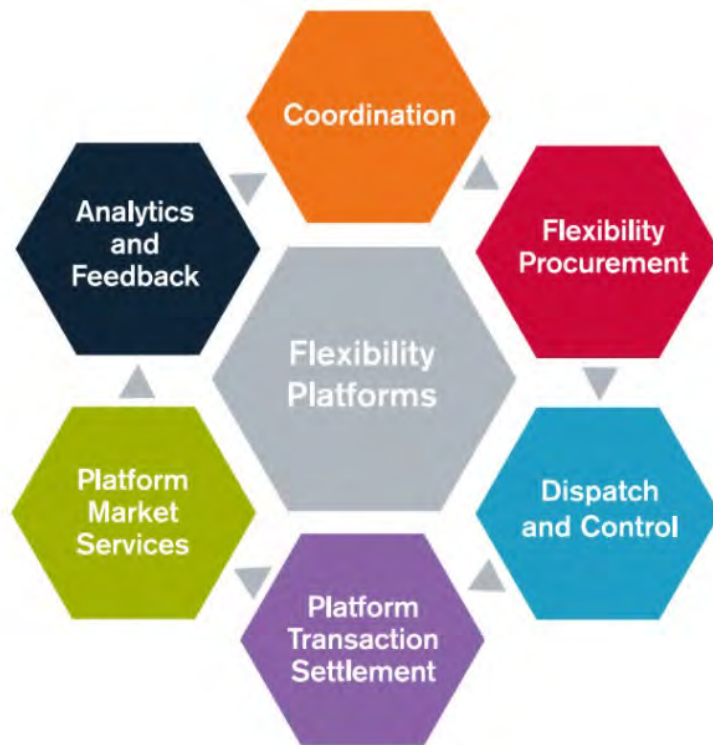 Coordination
Flexibility
Procurement
Dispatch
and Control
Platform
Transaction
Settlement
Platform
Market
Services
Analytics
and
Feedback
Flexibility
Platforms